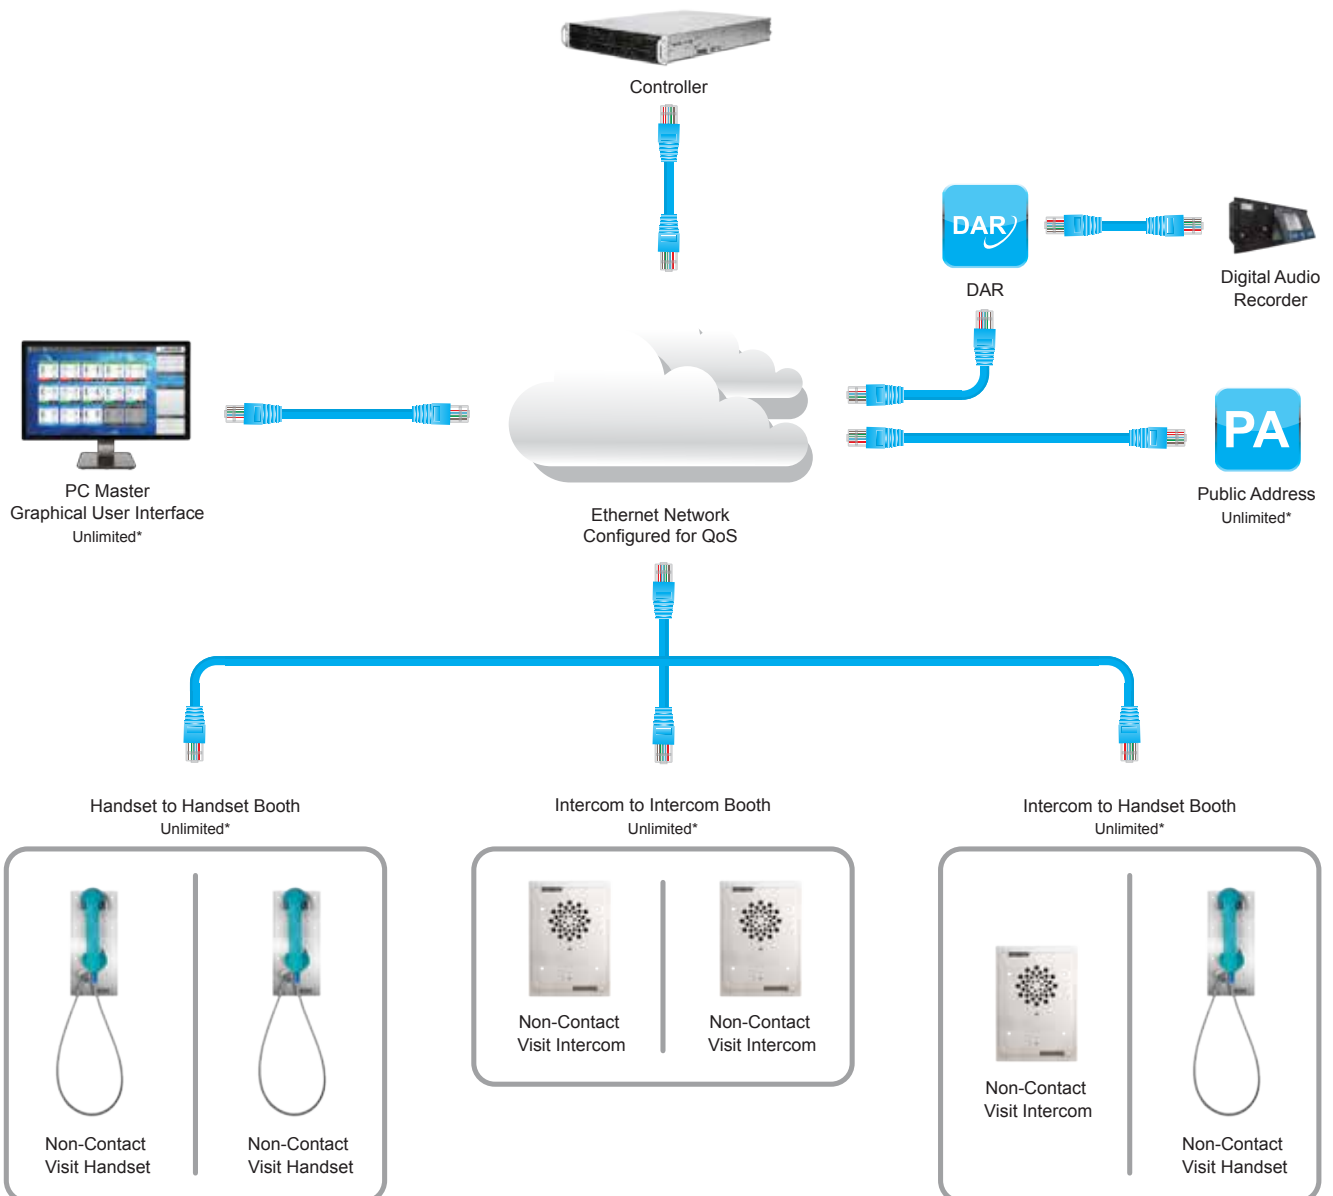 Controller
DAR
DAR
Digital Audio
Recorder
PC Master
Graphical User Interface
Unlimited*
Ethernet Network
Configured for QoS
PA
Public Address
Unlimited*
Handset to Handset Booth
Unlimited*
Intercom to Intercom Booth
Unlimited*
Intercom to Handset Booth
Unlimited*
Non-Contact
Visit Handset
Non-Contact
Visit Handset
Non-Contact
Visit Intercom
Non-Contact
Visit Intercom
Non-Contact
Visit Intercom
Non-Contact
Visit Handset